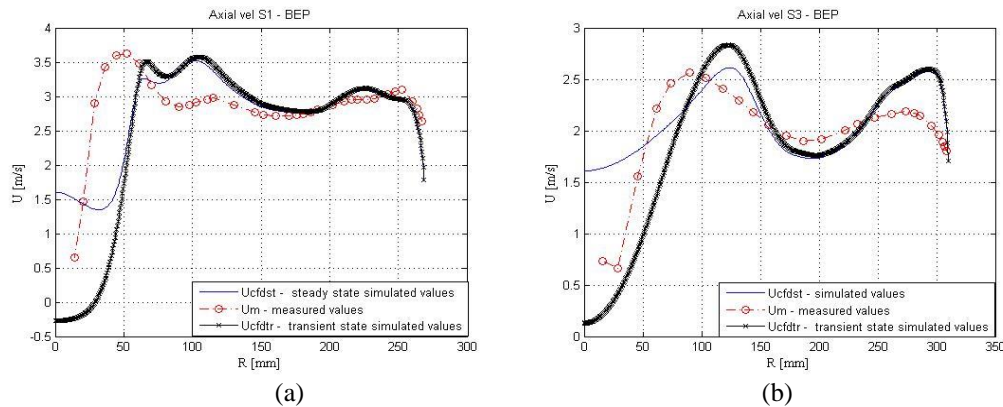 Axial vel S1 - BEP
4
3.5
3
2.5
2
1.5
1
0.5
0
-0.5
U [m/s]
0 50 100 150 200 250 300
R [mm]
Ucfdst - steady state simulated values
Um - measured values
Ucfdtr - transient state simulated values
(a)
Axial vel S3 - BEP
3
2.5
2
1.5
1
0.5
0
U [m/s]
0 50 100 150 200 250 300 350
R [mm]
Ucfdst - simulated values
Um - measured values
Ucfdtr - transient state simulated values
(b)